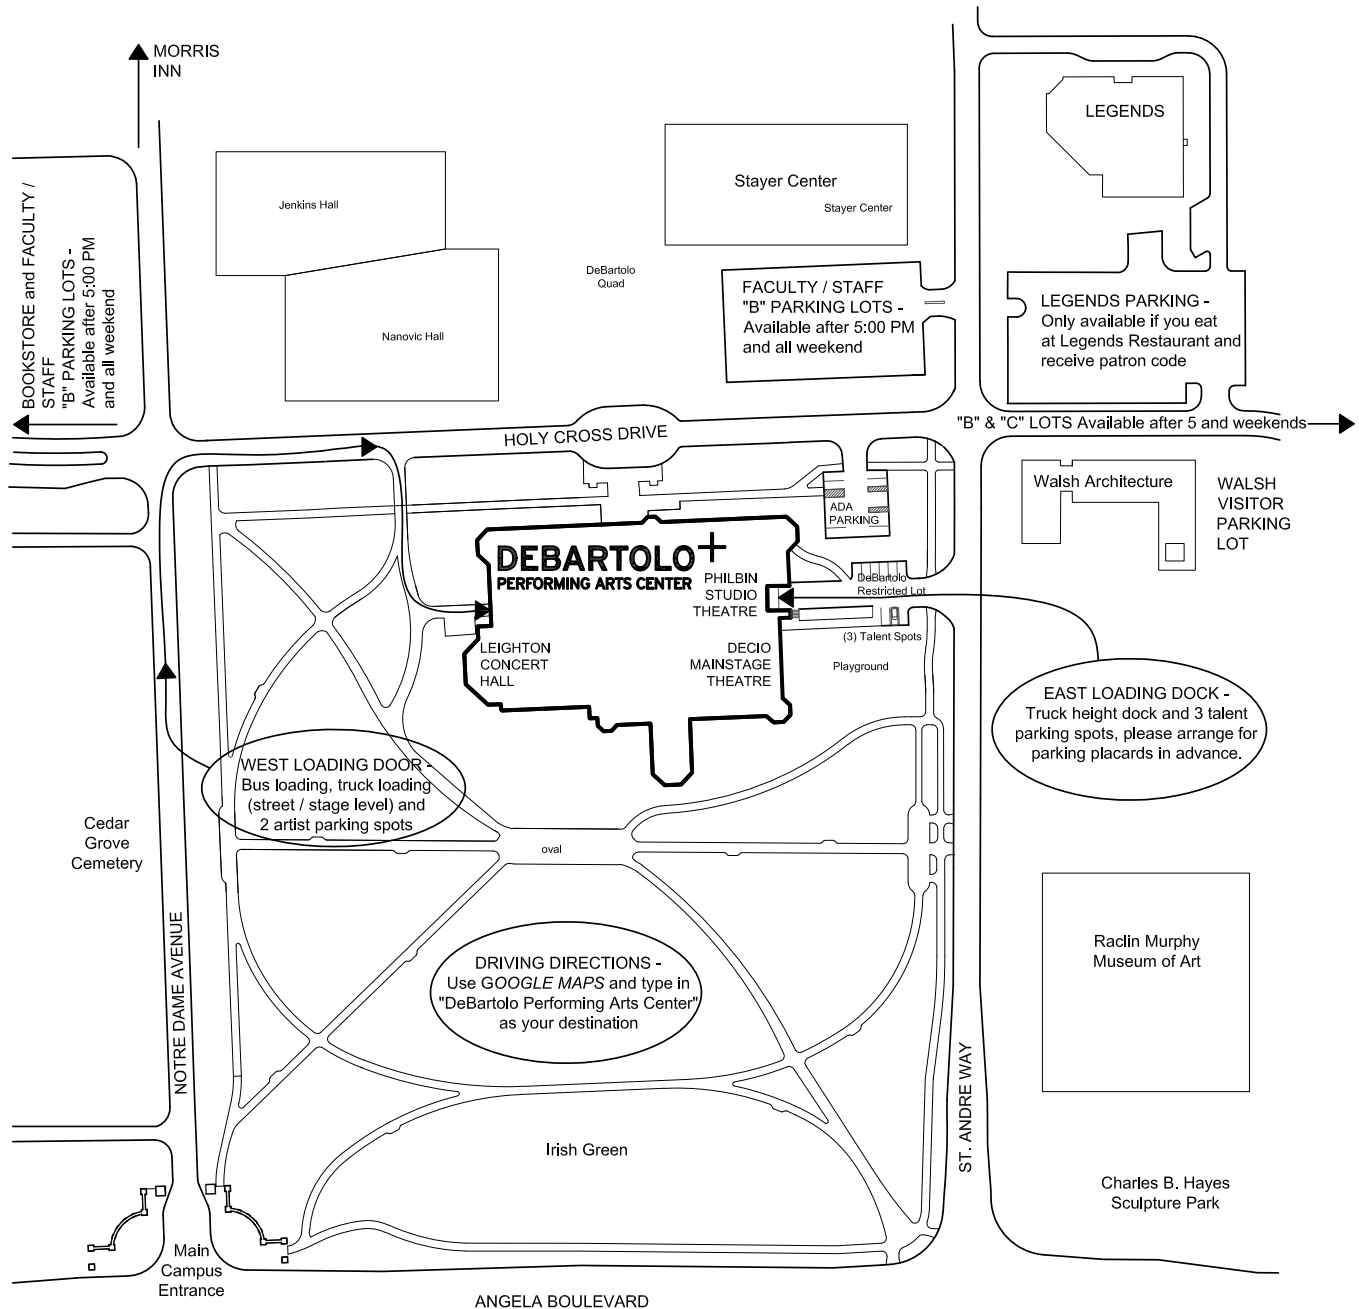 MORRIS
INN
LEGENDS
Stayer Center
Stayer Center
Jenkins Hall
Nanovic Hall
DeBartolo
Quad
BOOKSTORE and FACULTY /
STAFF
"B" PARKING LOTS -
Available after 5:00 PM
and all weekend
FACULTY / STAFF
"B" PARKING LOTS -
Available after 5:00 PM
and all weekend
LEGENDS PARKING -
Only available if you eat
at Legends Restaurant and
receive patron code
"B" & "C" LOTS Available after 5 and weekends
HOLY CROSS DRIVE
Walsh Architecture
WALSH
VISITOR
PARKING
LOT
ADA
PARKING
DEBARTOLO+
PERFORMING ARTS CENTER
PHILBIN
STUDIO
THEATRE
DeBartolo
Restricted Lot
(3) Talent Spots
Playground
LEIGHTON
CONCERT
HALL
DECIO
MAINSTAGE
THEATRE
EAST LOADING DOCK -
Truck height dock and 3 talent
parking spots, please arrange for
parking placards in advance.
WEST LOADING DOOR -
Bus loading, truck loading
(street / stage level) and
2 artist parking spots
Cedar
Grove
Cemetery
oval
NOTRE DAME AVENUE
DRIVING DIRECTIONS -
Use GOOGLE MAPS and type in
"DeBartolo Performing Arts Center"
as your destination
Raclin Murphy
Museum of Art
ST. ANDRE WAY
Irish Green
Charles B. Hayes
Sculpture Park
Main
Campus
Entrance
ANGELA BOULEVARD